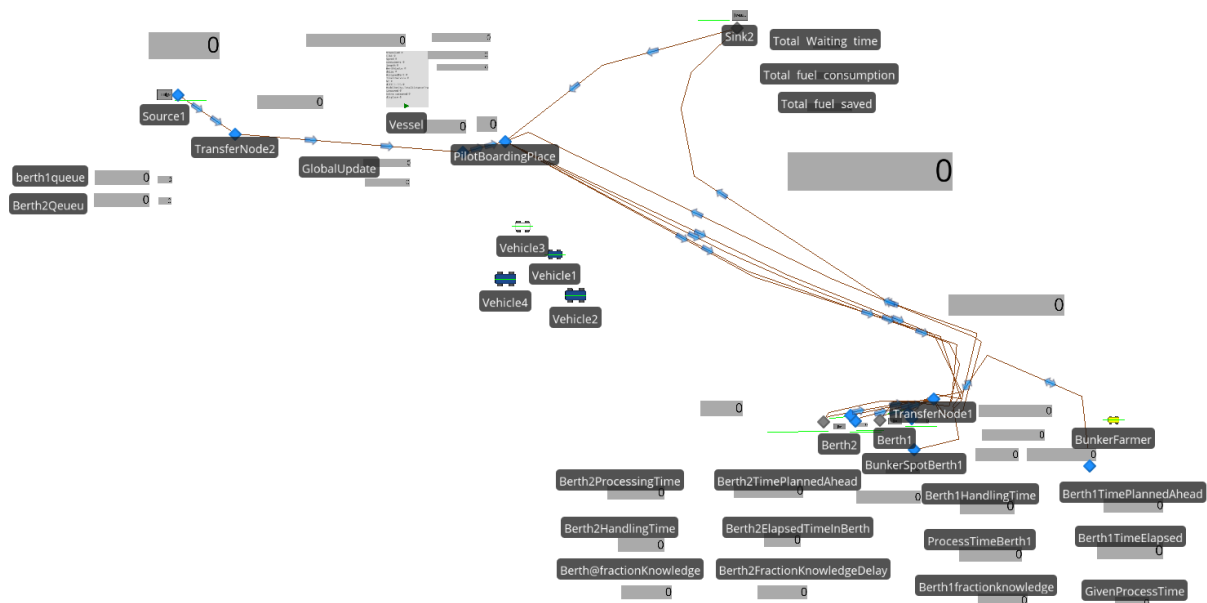 0
Sink2
Total Waiting time
0
Total fuel consumption
0
Total fuel saved
Source1
Vessel
0
0
TransferNode2
PilotBoardingPlace
GlobalUpdate
berth1queue
0
0
Berth2Qeueu
0
Vehicle3
Vehicle1
Vehicle4
Vehicle2
0
0
TransferNode1
0
Berth2
Berth1
0
BunkerFarmer
BunkerSpotBerth1
0
0
Berth2ProcessingTime
0
Berth2TimePlannedAhead
0
0
Berth1HandlingTime
0
Berth1TimePlannedAhead
0
Berth2HandlingTime
0
Berth2ElapsedTimeInBerth
0
ProcessTimeBerth1
0
Berth1TimeElapsed
0
Berth@fractionKnowledge
0
Berth2FractionKnowledgeDelay
0
Berth1fractionknowledge
0
GivenProcessTime
0